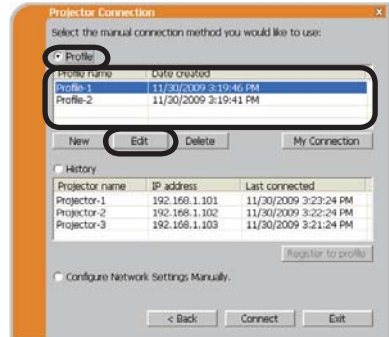 Projector Connection x
Select the manual connection method you would like to use:
Profile
Profile name Date created
Profile-1 11/30/2009 3:19:46 PM
Profile-2 11/30/2009 3:19:41 PM
New Edit Delete My Connection
History
Projector name IP address Last connected
Projector-1 192.168.1.101 11/30/2009 3:23:24 PM
Projector-2 192.168.1.102 11/30/2009 3:22:24 PM
Projector-3 192.168.1.103 11/30/2009 3:21:24 PM
Register to profile
Configure Network Settings Manually.
< Back Connect Exit